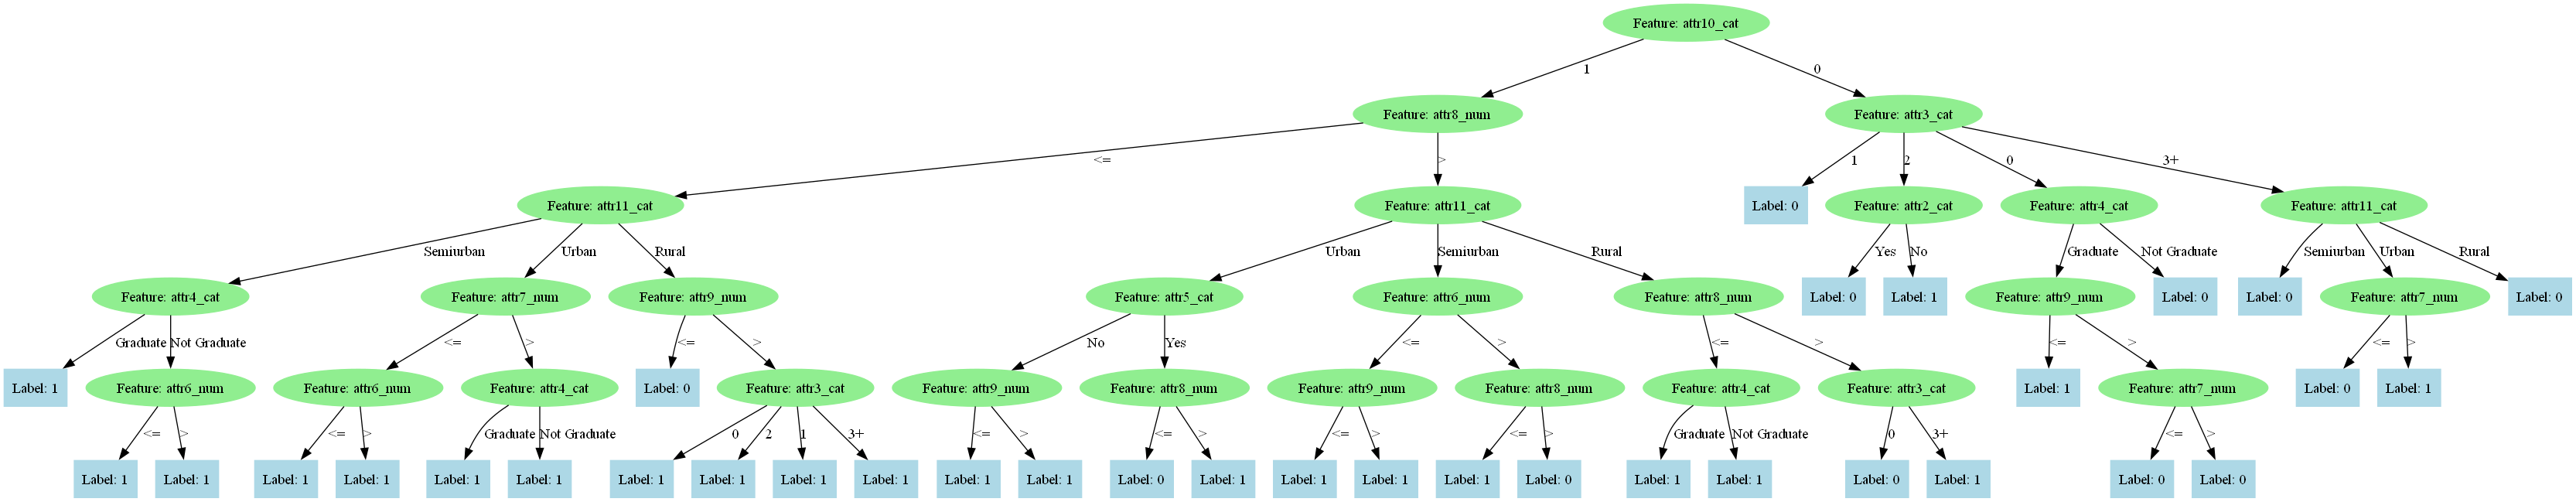 Feature: attr10_cat
1 0
Feature: attr8_num Feature: attr3_cat
<= > 1 2 0 3+
Feature: attr11_cat Feature: attr11_cat Label: 0 Feature: attr2_cat Feature: attr4_cat Feature: attr11_cat
Semiurban Urban Rural Urban Semiurban Rural Yes No Graduate Not Graduate Semiurban Urban Rural
Feature: attr4_cat Feature: attr7_num Feature: attr9_num Feature: attr5_cat Feature: attr6_num Feature: attr8_num Label: 0 Label: 1 Feature: attr9_num Label: 0 Label: 0 Feature: attr7_num Label: 0
Graduate Not Graduate <= > <= > No Yes <= > <= > <= > <= >
Label: 1 Feature: attr6_num Feature: attr6_num Feature: attr4_cat Label: 0 Feature: attr3_cat Feature: attr9_num Feature: attr8_num Feature: attr9_num Feature: attr8_num Feature: attr4_cat Feature: attr3_cat Label: 1 Feature: attr7_num Label: 0 Label: 1
<= > <= > Graduate Not Graduate 0 2 1 3+ <= > <= > <= > <= > Graduate Not Graduate 0 3+ <= >
Label: 1 Label: 1 Label: 1 Label: 1 Label: 1 Label: 1 Label: 1 Label: 1 Label: 1 Label: 1 Label: 1 Label: 1 Label: 0 Label: 1 Label: 1 Label: 1 Label: 1 Label: 0 Label: 1 Label: 1 Label: 0 Label: 1 Label: 0 Label: 0